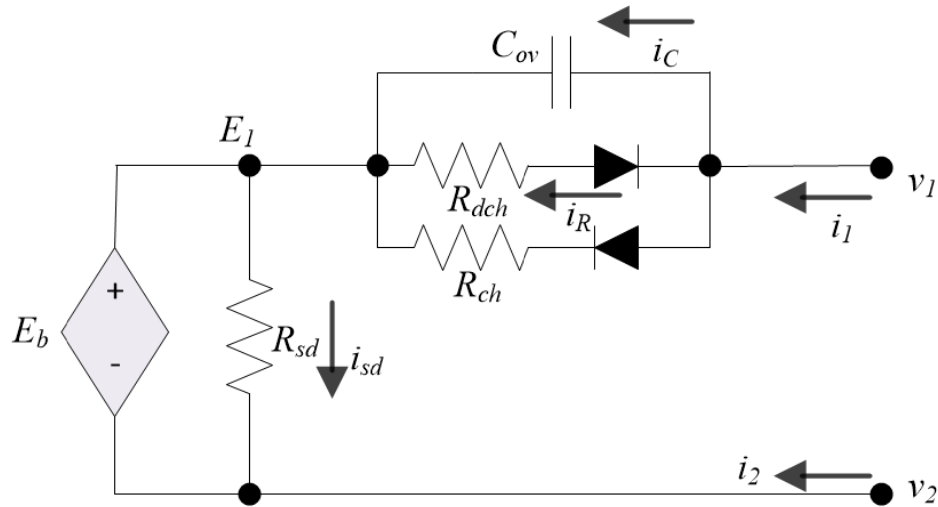 C_ov
i_C
E_1
R_dch
i_R
v_1
i_1
R_ch
+
E_b
R_sd
i_sd
-
i_2
v_2